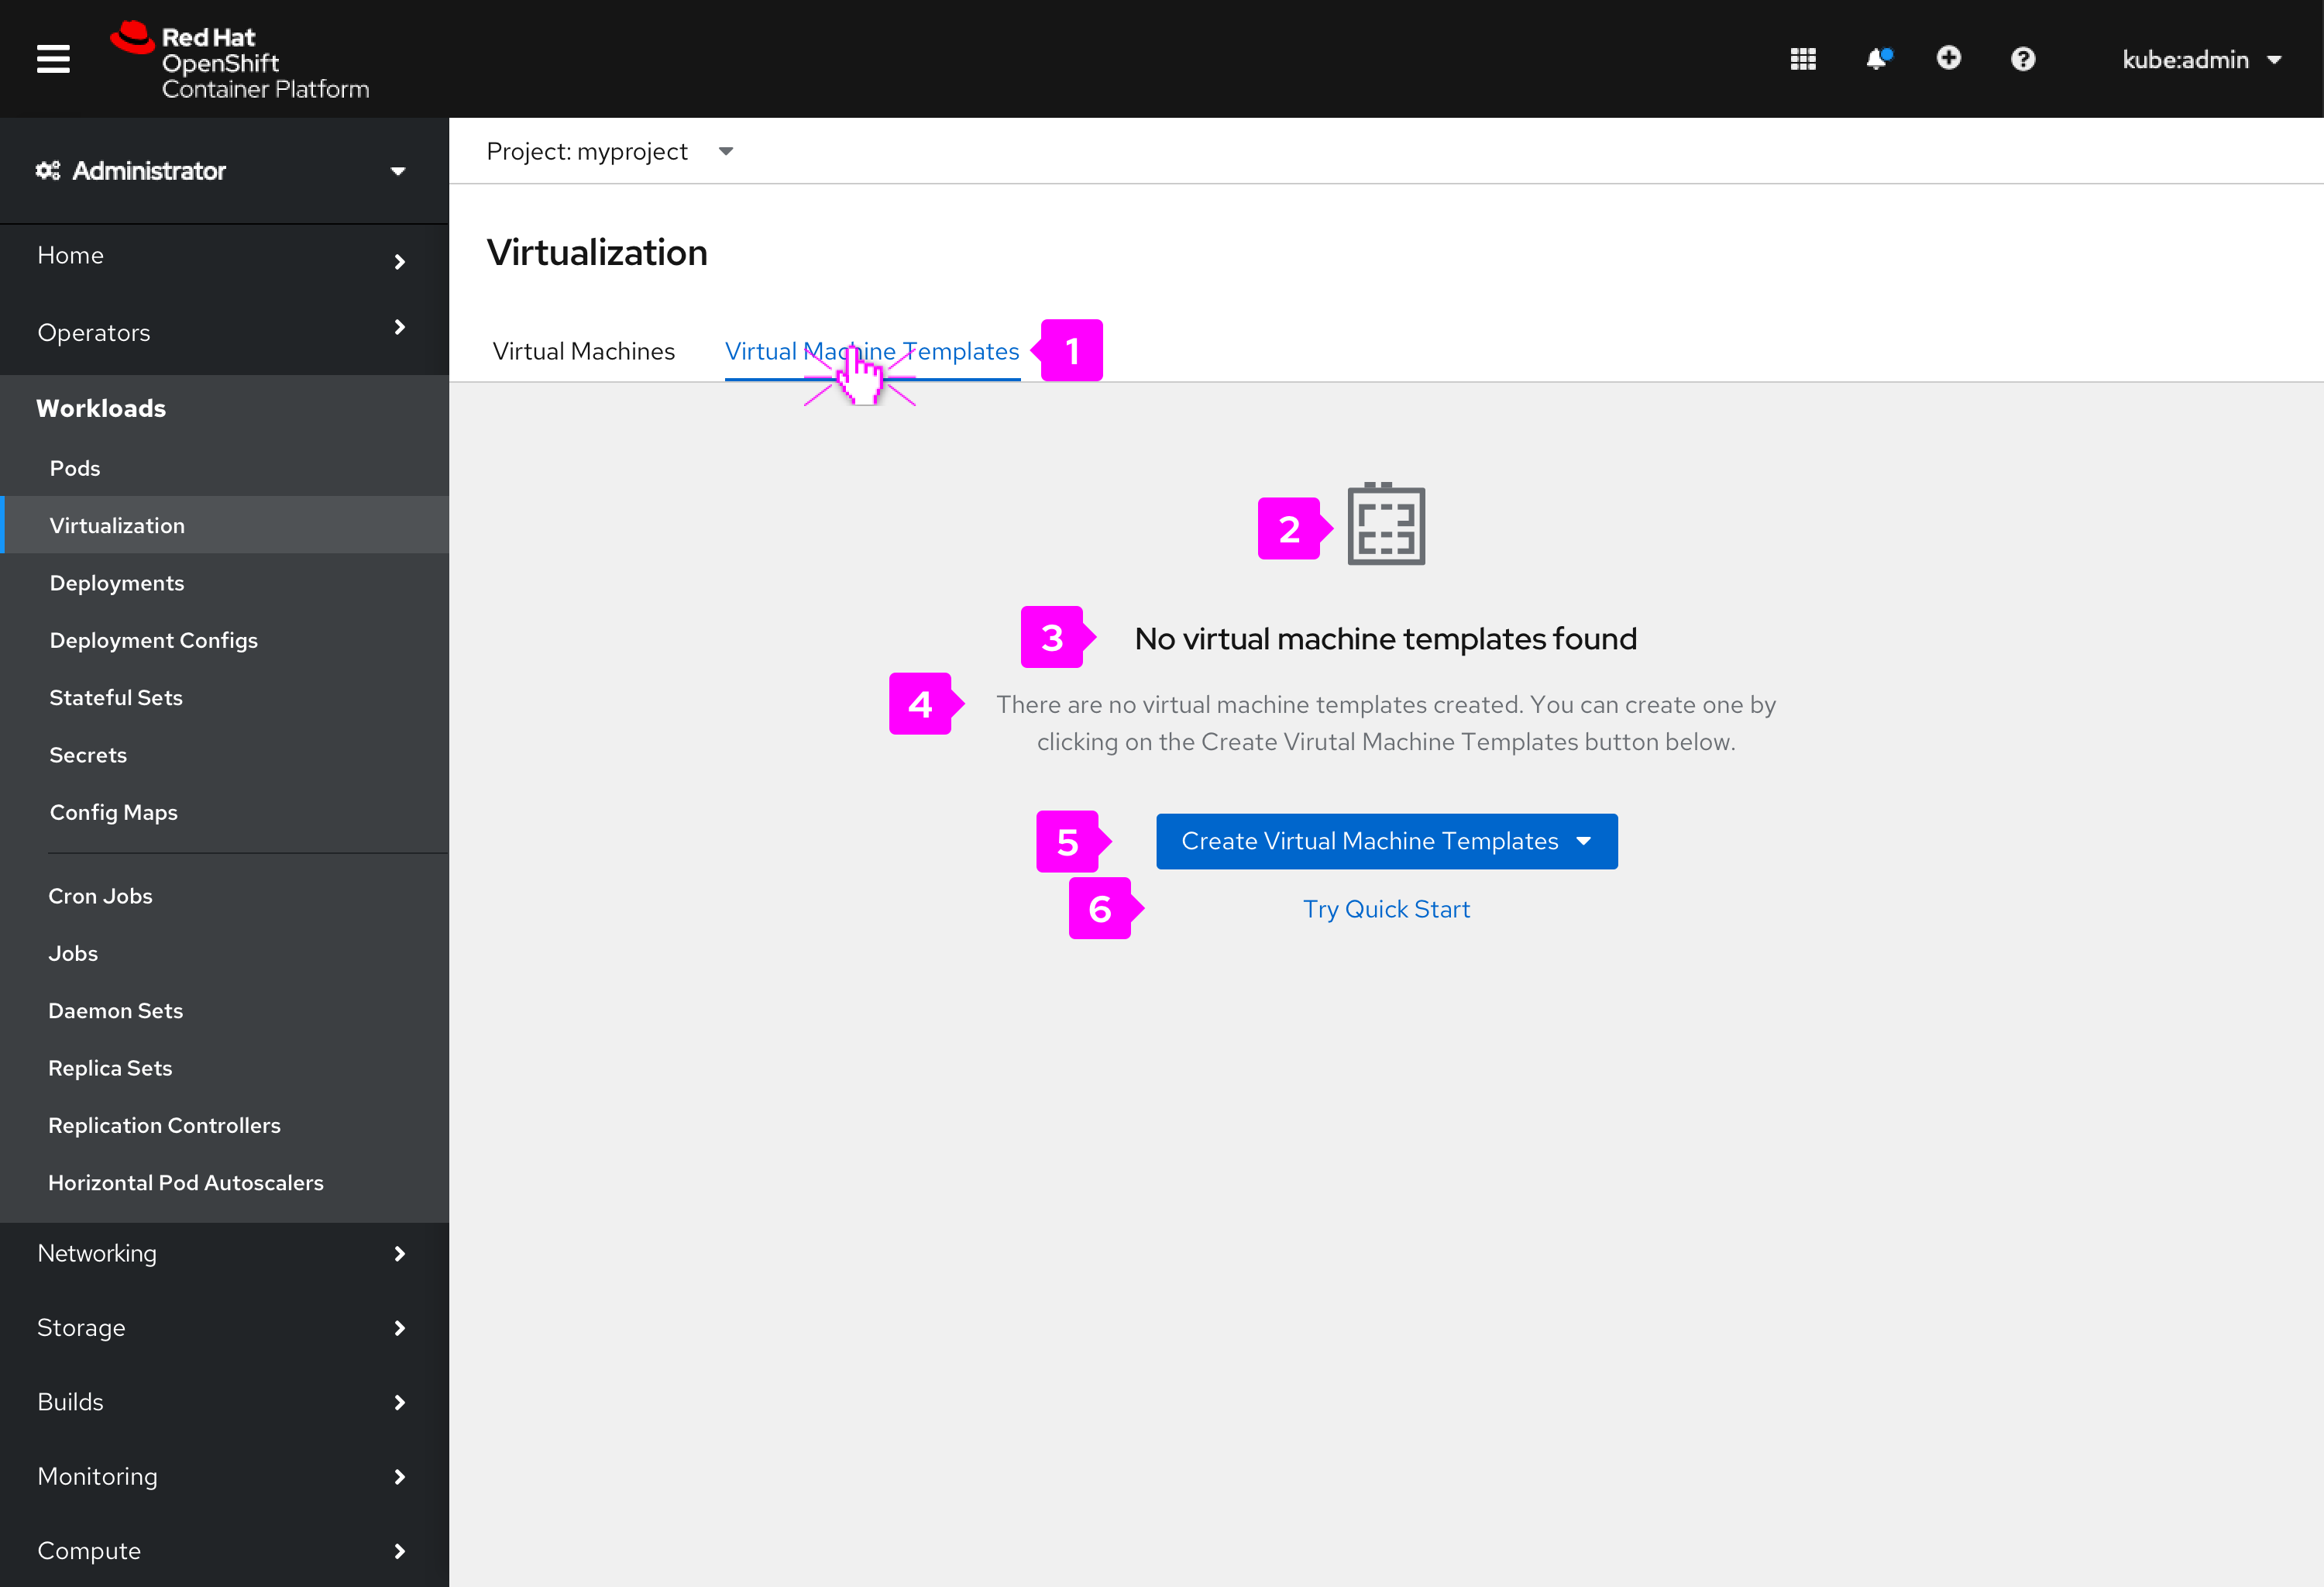 Red Hat
OpenShift
Container Platform
kube:admin
Administrator
Home
Operators
Workloads
Pods
Virtualization
Deployments
Deployment Configs
Stateful Sets
Secrets
Config Maps
Cron Jobs
Jobs
Daemon Sets
Replica Sets
Replication Controllers
Horizontal Pod Autoscalers
Networking
Storage
Builds
Monitoring
Compute
Project: myproject
Virtualization
Virtual Machines
Virtual Machine Templates
1
2
3
No virtual machine templates found
4
There are no virtual machine templates created. You can create one by
clicking on the Create Virutal Machine Templates button below.
5
Create Virtual Machine Templates
6
Try Quick Start